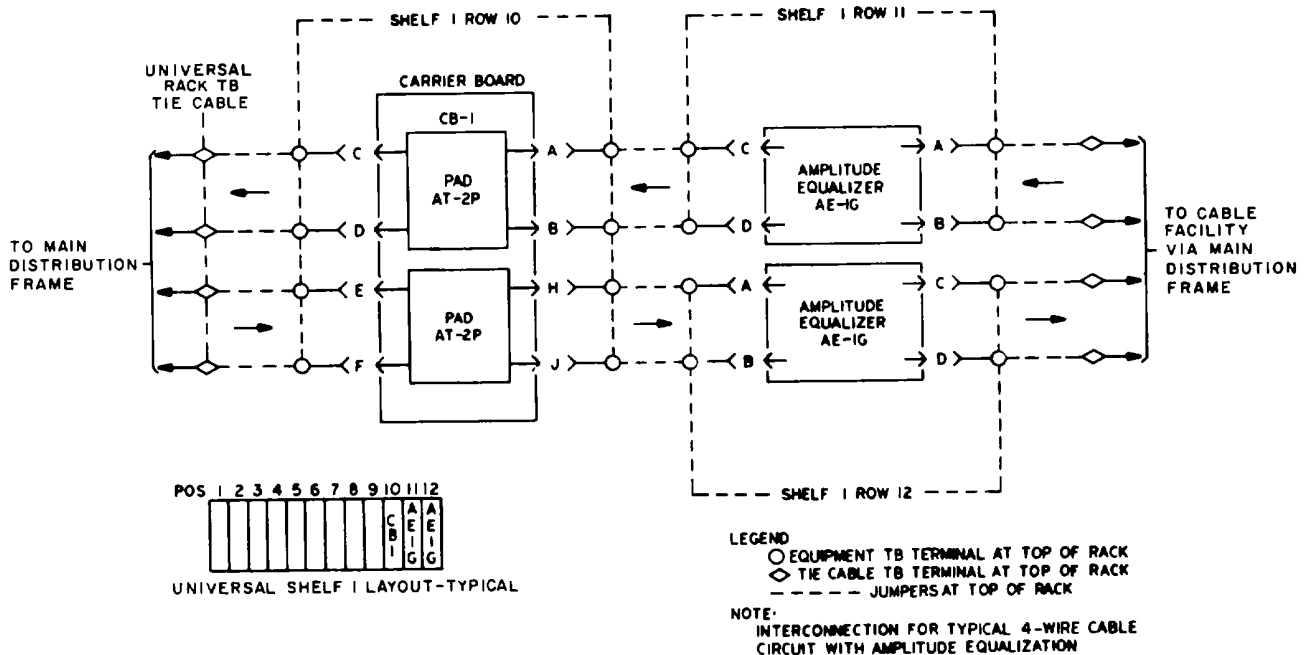 SHELF 1 ROW 10
SHELF 1 ROW 11
UNIVERSAL
RACK TB
TIE CABLE
CARRIER BOARD
CB-1
C
A
C
A
PAD
AT-2P
AMPLITUDE
EQUALIZER
AE-1G
D
B
D
B
TO MAIN
DISTRIBUTION
FRAME
TO CABLE
FACILITY
VIA MAIN
DISTRIBUTION
FRAME
E
H
A
C
PAD
AT-2P
AMPLITUDE
EQUALIZER
AE-1G
F
J
B
D
SHELF 1 ROW 12
POS 1 2 3 4 5 6 7 8 9 10 11 12
CB1
AE1G
AE1G
UNIVERSAL SHELF 1 LAYOUT-TYPICAL
LEGEND
EQUIPMENT TB TERMINAL AT TOP OF RACK
TIE CABLE TB TERMINAL AT TOP OF RACK
JUMPERS AT TOP OF RACK
NOTE:
INTERCONNECTION FOR TYPICAL 4-WIRE CABLE
CIRCUIT WITH AMPLITUDE EQUALIZATION